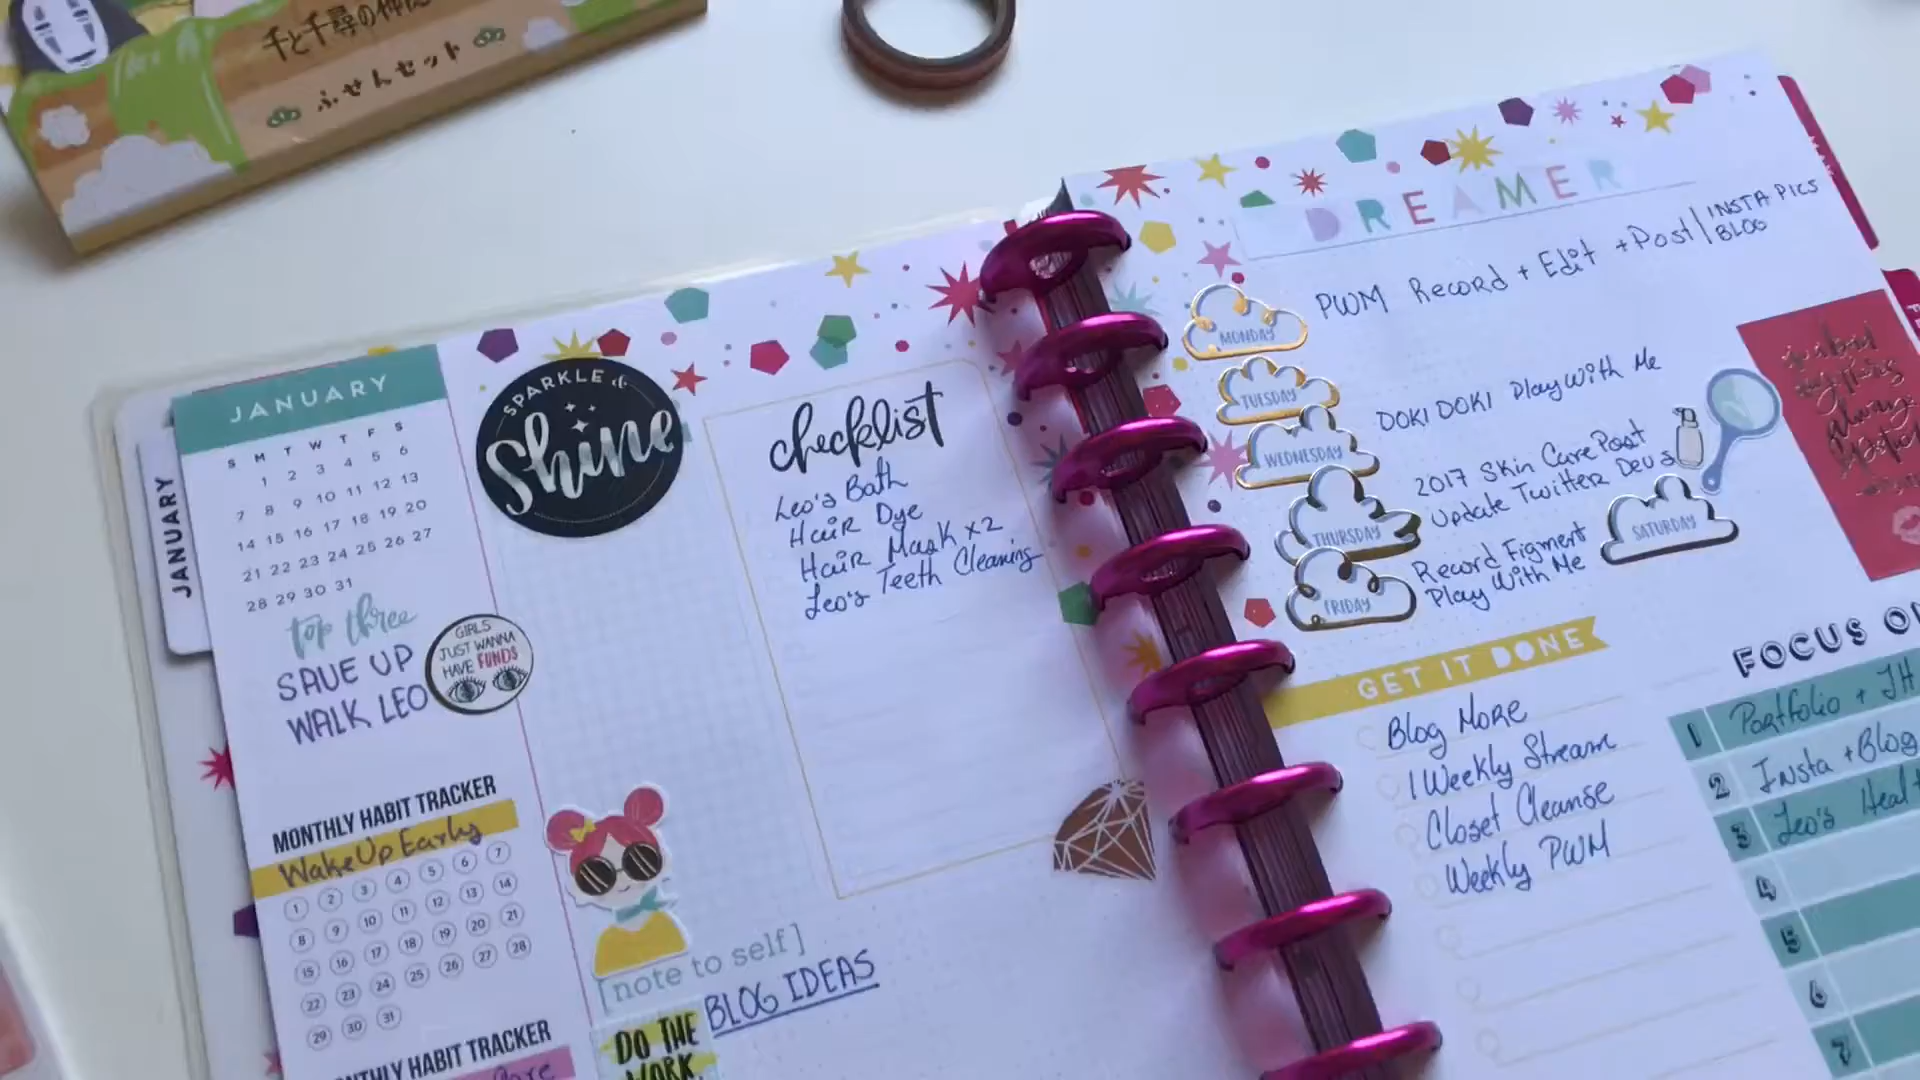 千と千尋の神隠
ふせんセット
JANUARY
JANUARY
S M T W T F S
1 2 3 4 5 6
7 8 9 10 11 12 13
14 15 16 17 18 19 20
21 22 23 24 25 26 27
28 29 30 31
top three
SAVE UP
WALK LEO
GIRLS
JUST WANNA
HAVE FUNDS
MONTHLY HABIT TRACKER
Wake Up Early
1 2 3 4 5 6 7
8 9 10 11 12 13 14
15 16 17 18 19 20 21
22 23 24 25 26 27 28
29 30 31
MONTHLY HABIT TRACKER
SPARKLE &
Shine
checklist
Leo's Bath
Hair Dye
Hair Mask x2
Leo's Teeth Cleaning
[note to self]
BLOG IDEAS
DO THE
WORK.
DREAMER
PWM Record + Edit + Post | INSTA PICS
BLOG
MONDAY
TUESDAY
DOKI DOKI Play With Me
WEDNESDAY
2017 Skin Care Post
Update Twitter Devs
THURSDAY
SATURDAY
Record Figment
Play With Me
FRIDAY
GET IT DONE
Blog More
1 Weekly Stream
Closet Cleanse
Weekly PWM
FOCUS
1 Portfolio +
2 Insta + Blog
3 Leo's
4
5
6
7